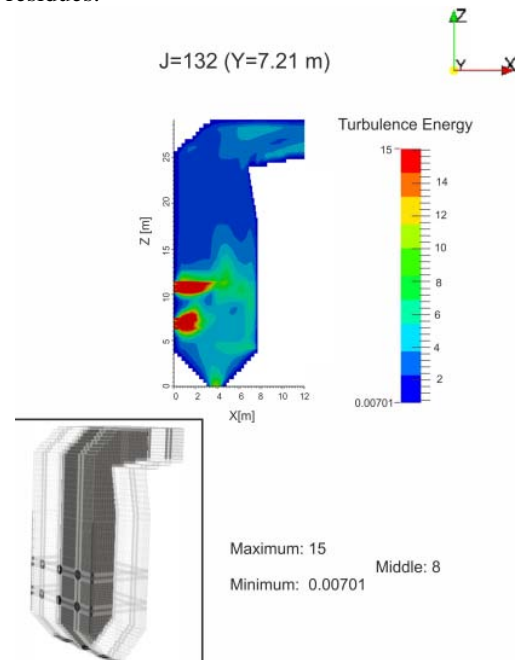 residues.
Z
Y
X
J=132 (Y=7.21 m)
Turbulence Energy
15
14
12
10
8
6
4
2
0.00701
Z [m]
25
20
15
10
5
0
0 2 4 6 8 10 12
X[m]
Maximum: 15
Middle: 8
Minimum: 0.00701